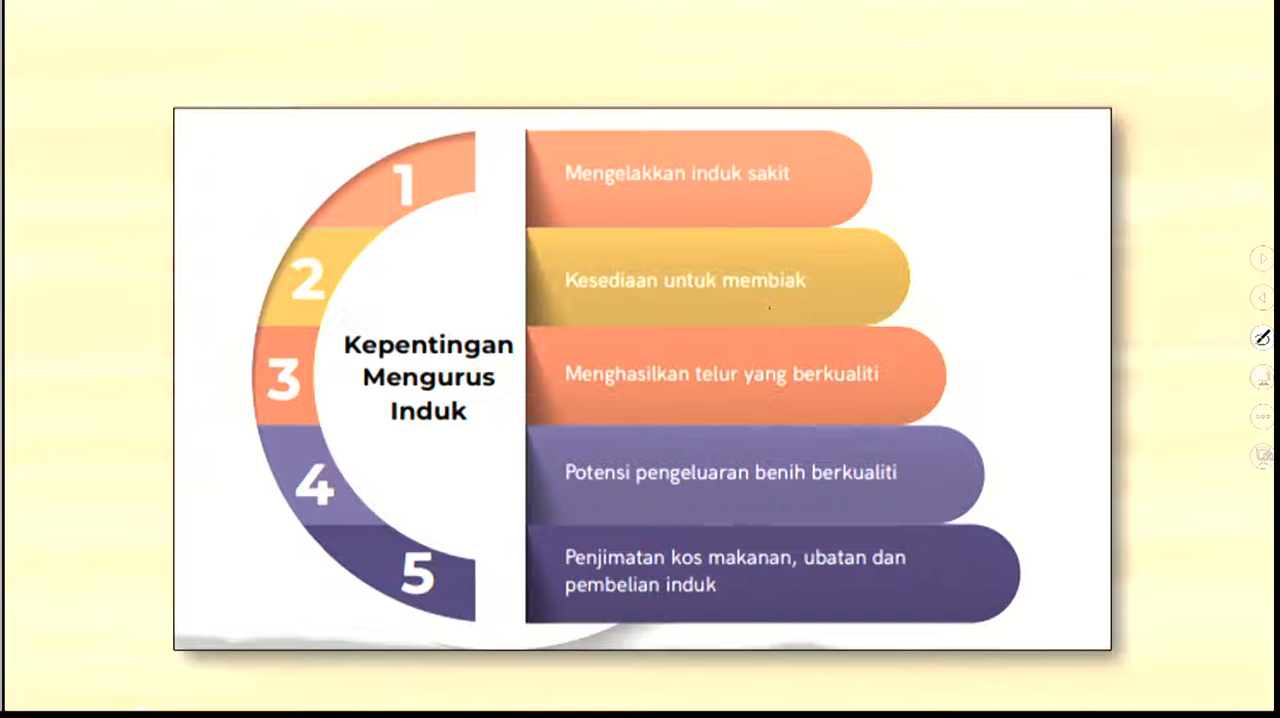 1
Mengelakkan induk sakit
2
Kesediaan untuk membiak
Kepentingan
Mengurus
Induk
3
Menghasilkan telur yang berkualiti
4
Potensi pengeluaran benih berkualiti
5
Penjimatan kos makanan, ubatan dan
pembelian induk